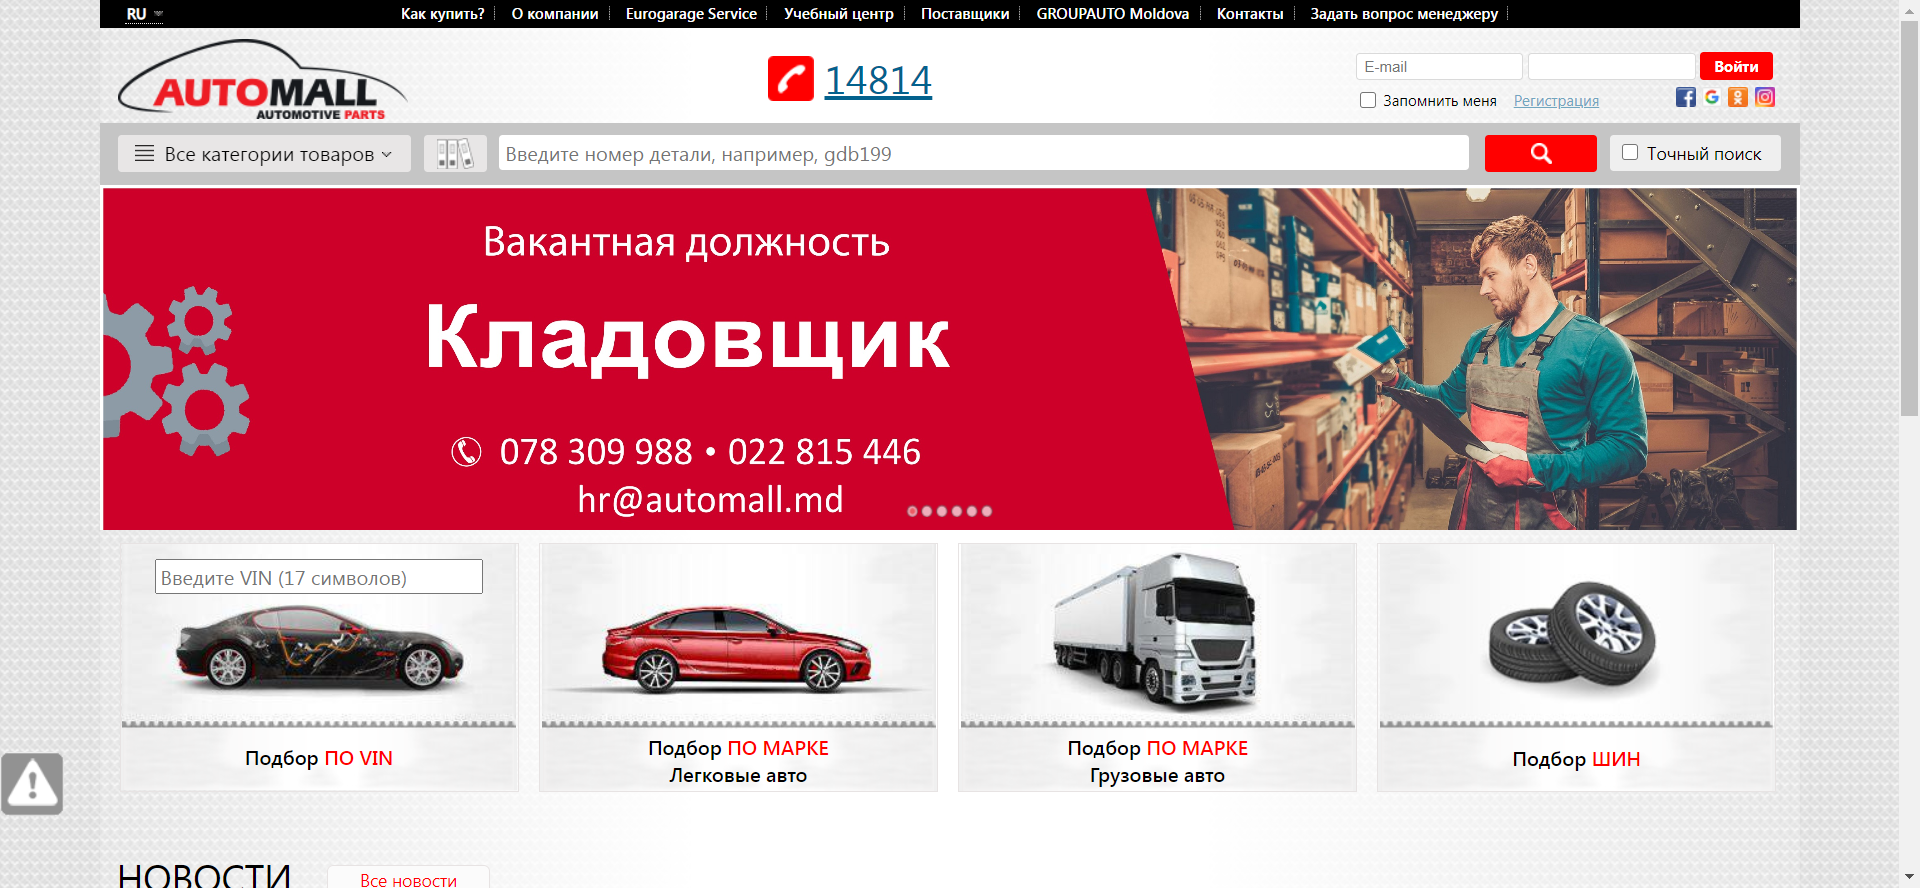 RU
Как купить?
О компании
Eurogarage Service
Учебный центр
Поставщики
GROUPAUTO Moldova
Контакты
Задать вопрос менеджеру
AUTOMALL
AUTOMOTIVE PARTS
14814
E-mail
Войти
Запомнить меня
Регистрация
Все категории товаров
Введите номер детали, например, gdb199
Точный поиск
Вакантная должность
Кладовщик
078 309 988 • 022 815 446
hr@automall.md
Введите VIN (17 символов)
Подбор ПО VIN
Подбор ПО МАРКЕ
Легковые авто
Подбор ПО МАРКЕ
Грузовые авто
Подбор ШИН
НОВОСТИ
Все новости